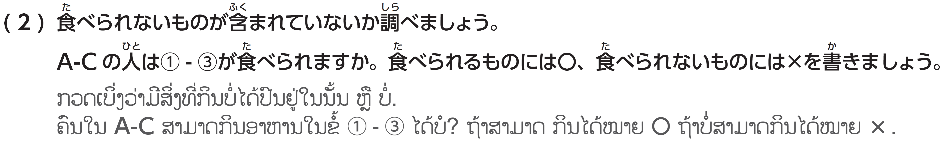 (2) 食べられないものが含まれていないか調べましょう。
A-C の人は① - ③が食べられますか。食べられるものには〇、食べられないものには×を書きましょう。
ກວດເບິ່ງວ່າມີສິ່ງທີ່ກິນບໍ່ໄດ້ປົນຢູ່ໃນນັ້ນ ຫຼື ບໍ່.
ຄົນໃນ A-C ສາມາດກິນອາຫານໃນຂໍ້ ① - ③ ໄດ້ບໍ? ຖ້າສາມາດ ກິນໄດ້ໝາຍ 〇 ຖ້າບໍ່ສາມາດກິນໄດ້ໝາຍ × .